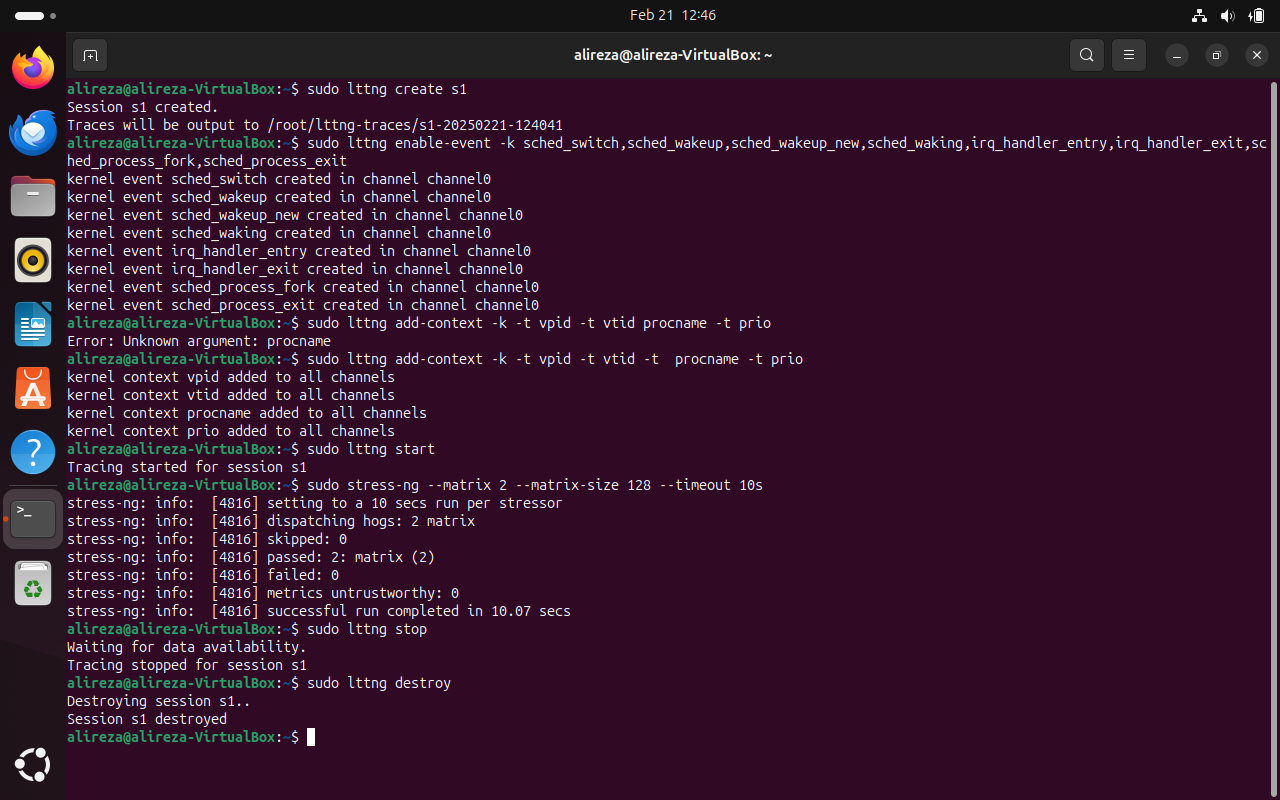 Feb 21 12:46
alireza@alireza-VirtualBox: ~
alireza@alireza-VirtualBox:~$ sudo lttng create s1
Session s1 created.
Traces will be output to /root/lttng-traces/s1-20250221-124041
alireza@alireza-VirtualBox:~$ sudo lttng enable-event -k sched_switch,sched_wakeup,sched_wakeup_new,sched_waking,irq_handler_entry,irq_handler_exit,sc
hed_process_fork,sched_process_exit
kernel event sched_switch created in channel channel0
kernel event sched_wakeup created in channel channel0
kernel event sched_wakeup_new created in channel channel0
kernel event sched_waking created in channel channel0
kernel event irq_handler_entry created in channel channel0
kernel event irq_handler_exit created in channel channel0
kernel event sched_process_fork created in channel channel0
kernel event sched_process_exit created in channel channel0
alireza@alireza-VirtualBox:~$ sudo lttng add-context -k -t vpid -t vtid procname -t prio
Error: Unknown argument: procname
alireza@alireza-VirtualBox:~$ sudo lttng add-context -k -t vpid -t vtid -t  procname -t prio
kernel context vpid added to all channels
kernel context vtid added to all channels
kernel context procname added to all channels
kernel context prio added to all channels
alireza@alireza-VirtualBox:~$ sudo lttng start
Tracing started for session s1
alireza@alireza-VirtualBox:~$ sudo stress-ng --matrix 2 --matrix-size 128 --timeout 10s
stress-ng: info:  [4816] setting to a 10 secs run per stressor
stress-ng: info:  [4816] dispatching hogs: 2 matrix
stress-ng: info:  [4816] skipped: 0
stress-ng: info:  [4816] passed: 2: matrix (2)
stress-ng: info:  [4816] failed: 0
stress-ng: info:  [4816] metrics untrustworthy: 0
stress-ng: info:  [4816] successful run completed in 10.07 secs
alireza@alireza-VirtualBox:~$ sudo lttng stop
Waiting for data availability.
Tracing stopped for session s1
alireza@alireza-VirtualBox:~$ sudo lttng destroy
Destroying session s1..
Session s1 destroyed
alireza@alireza-VirtualBox:~$